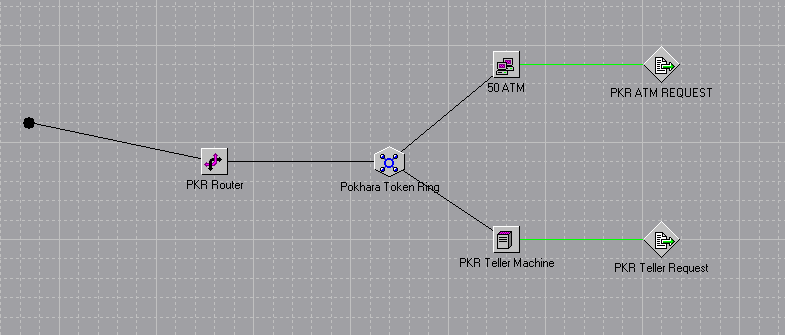 50 ATM
PKR ATM REQUEST
PKR Router
Pokhara Token Ring
PKR Teller Machine
PKR Teller Request